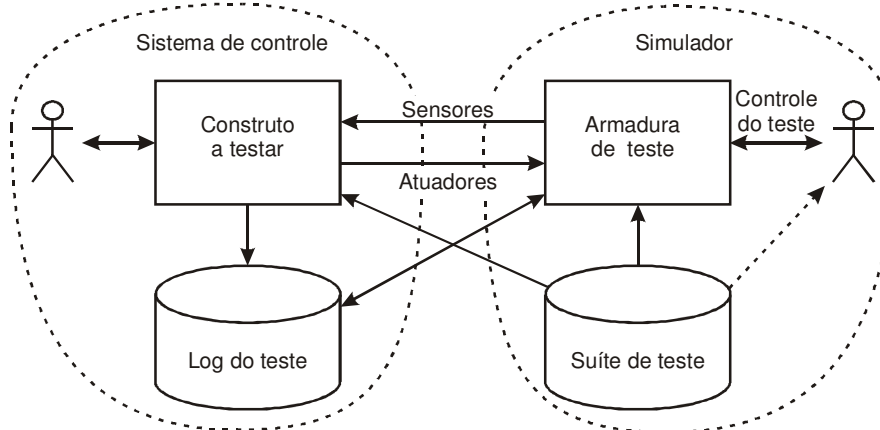 Sistema de controle
Simulador
Construto
a testar
Sensores
Atuadores
Armadura
de teste
Controle
do teste
Log do teste
Suíte de teste